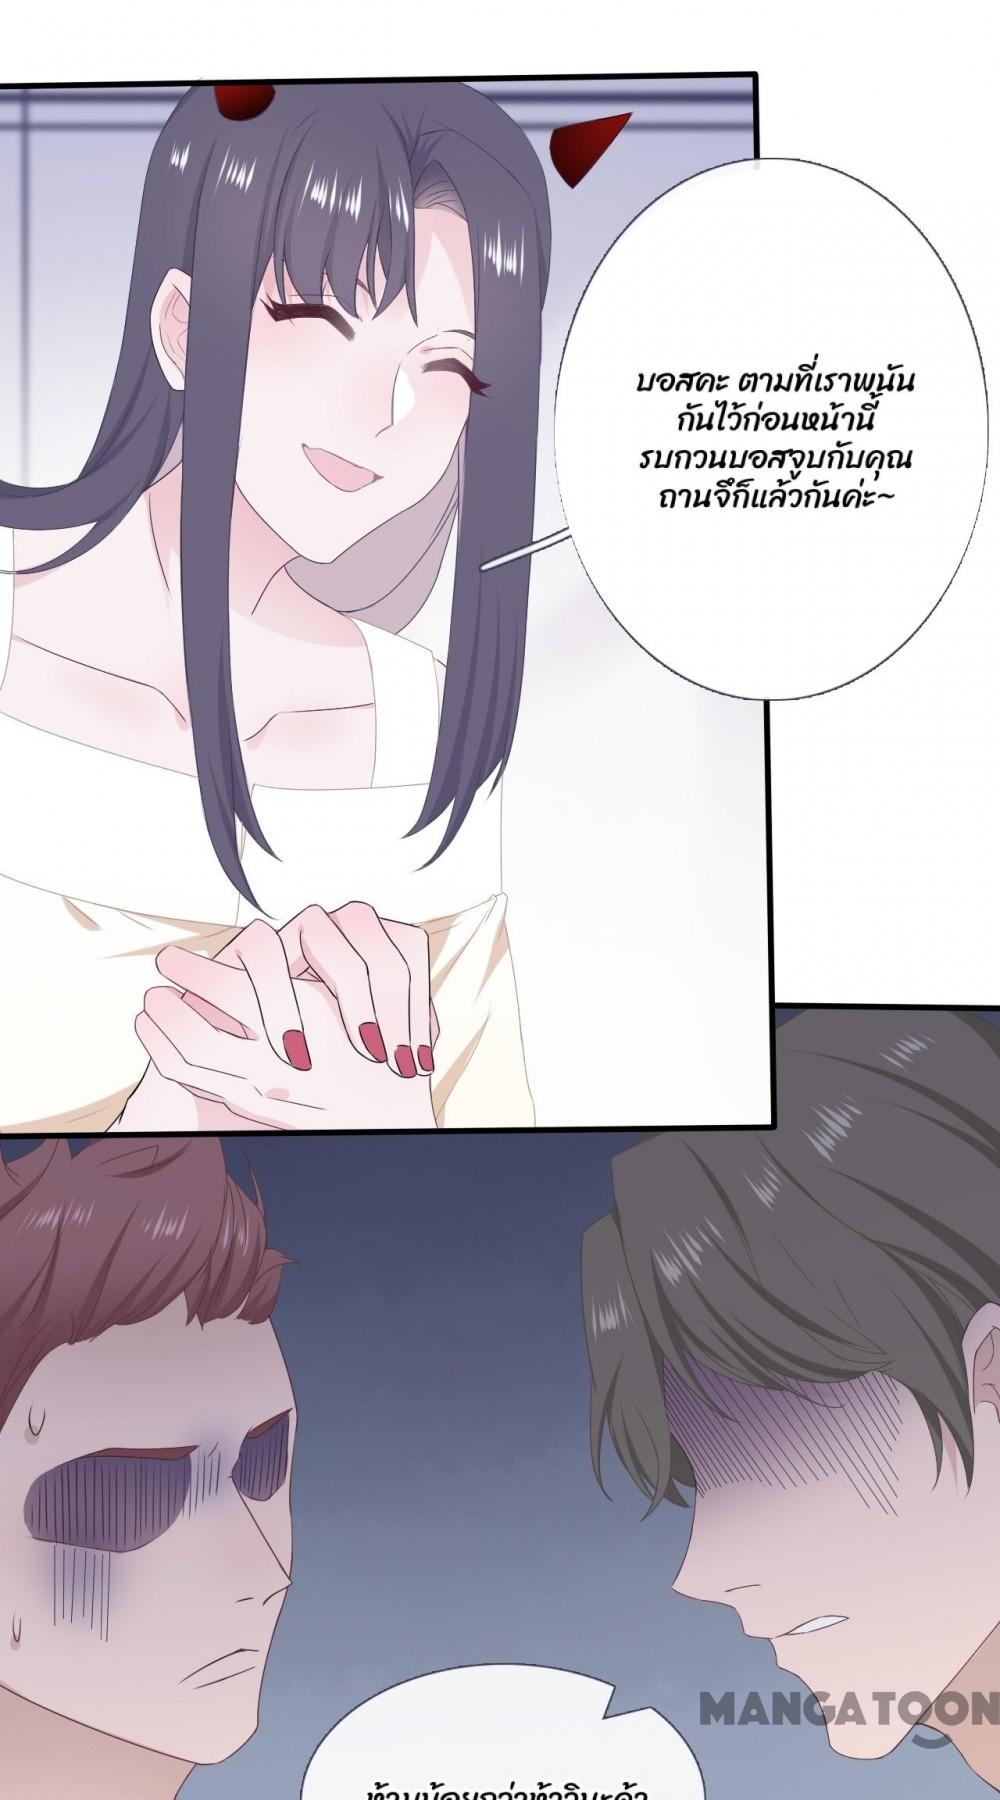 บอสคะ ตามที่เราพนัน
กันไว้ก่อนหน้านี้
รบกวนบอสจูบกับคุณ
ถานจีก็แล้วกันค่ะ~
MANGATOON